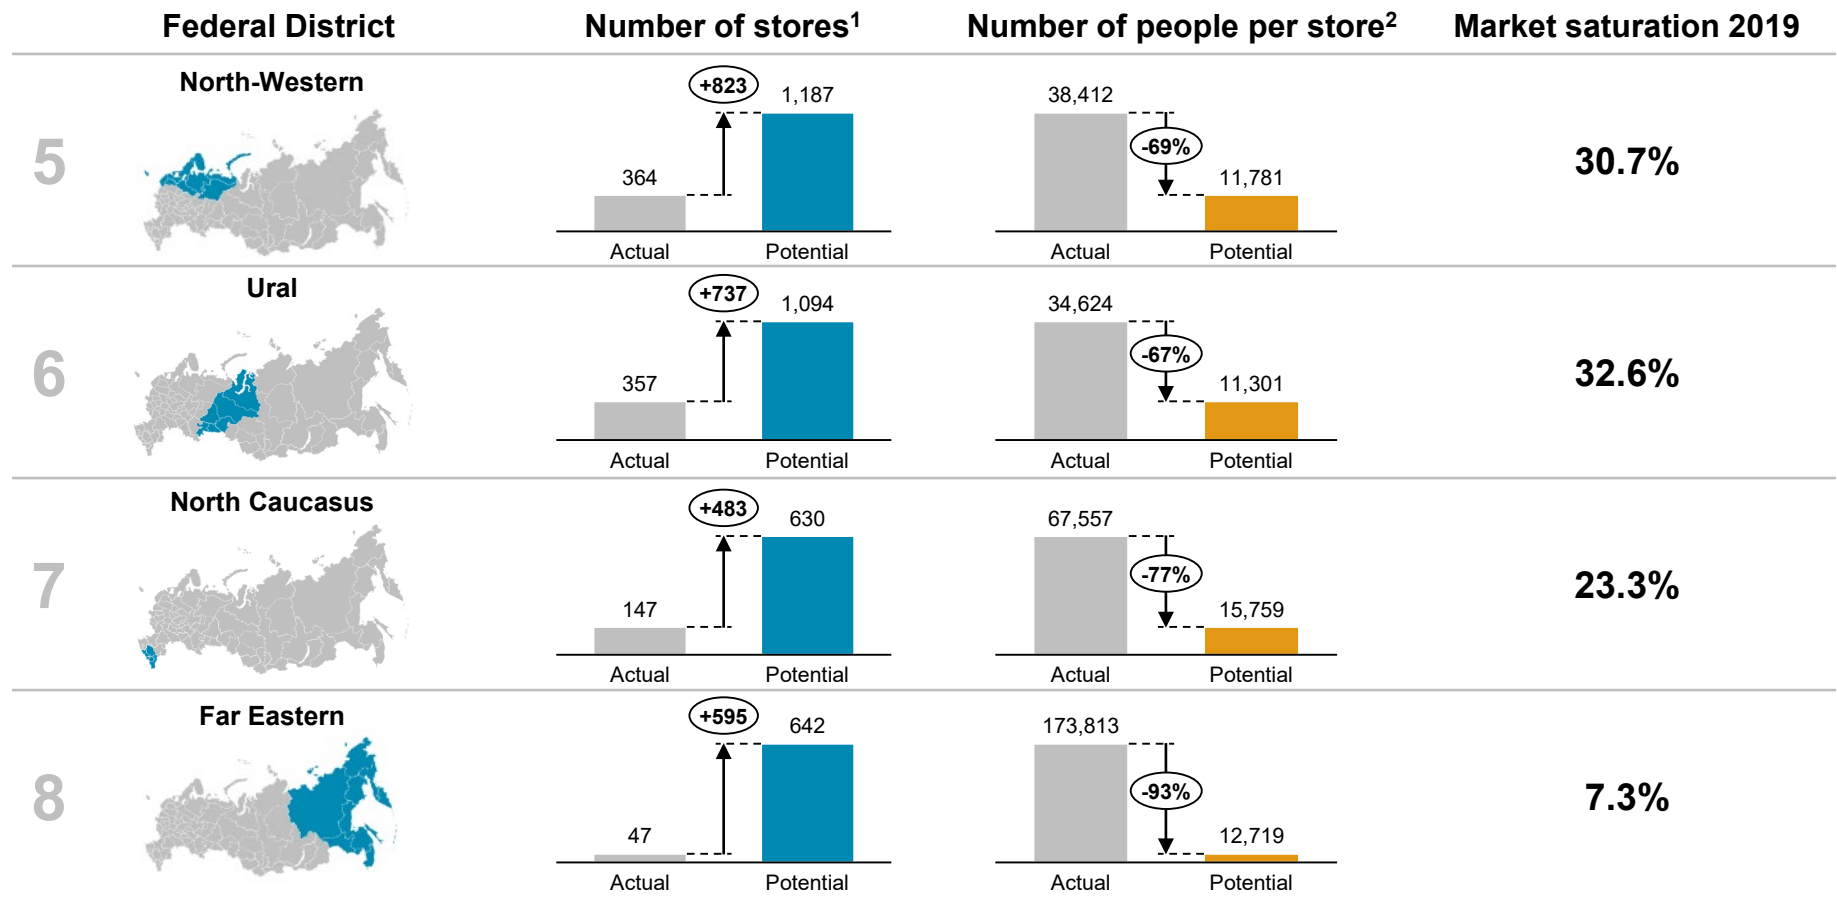 Federal District Number of stores¹ Number of people per store² Market saturation 2019
5
North-Western
+823
364
1,187
Actual Potential
38,412
-69%
11,781
Actual Potential
30.7%
6
Ural
+737
357
1,094
Actual Potential
34,624
-67%
11,301
Actual Potential
32.6%
7
North Caucasus
+483
147
630
Actual Potential
67,557
-77%
15,759
Actual Potential
23.3%
8
Far Eastern
+595
47
642
Actual Potential
173,813
-93%
12,719
Actual Potential
7.3%